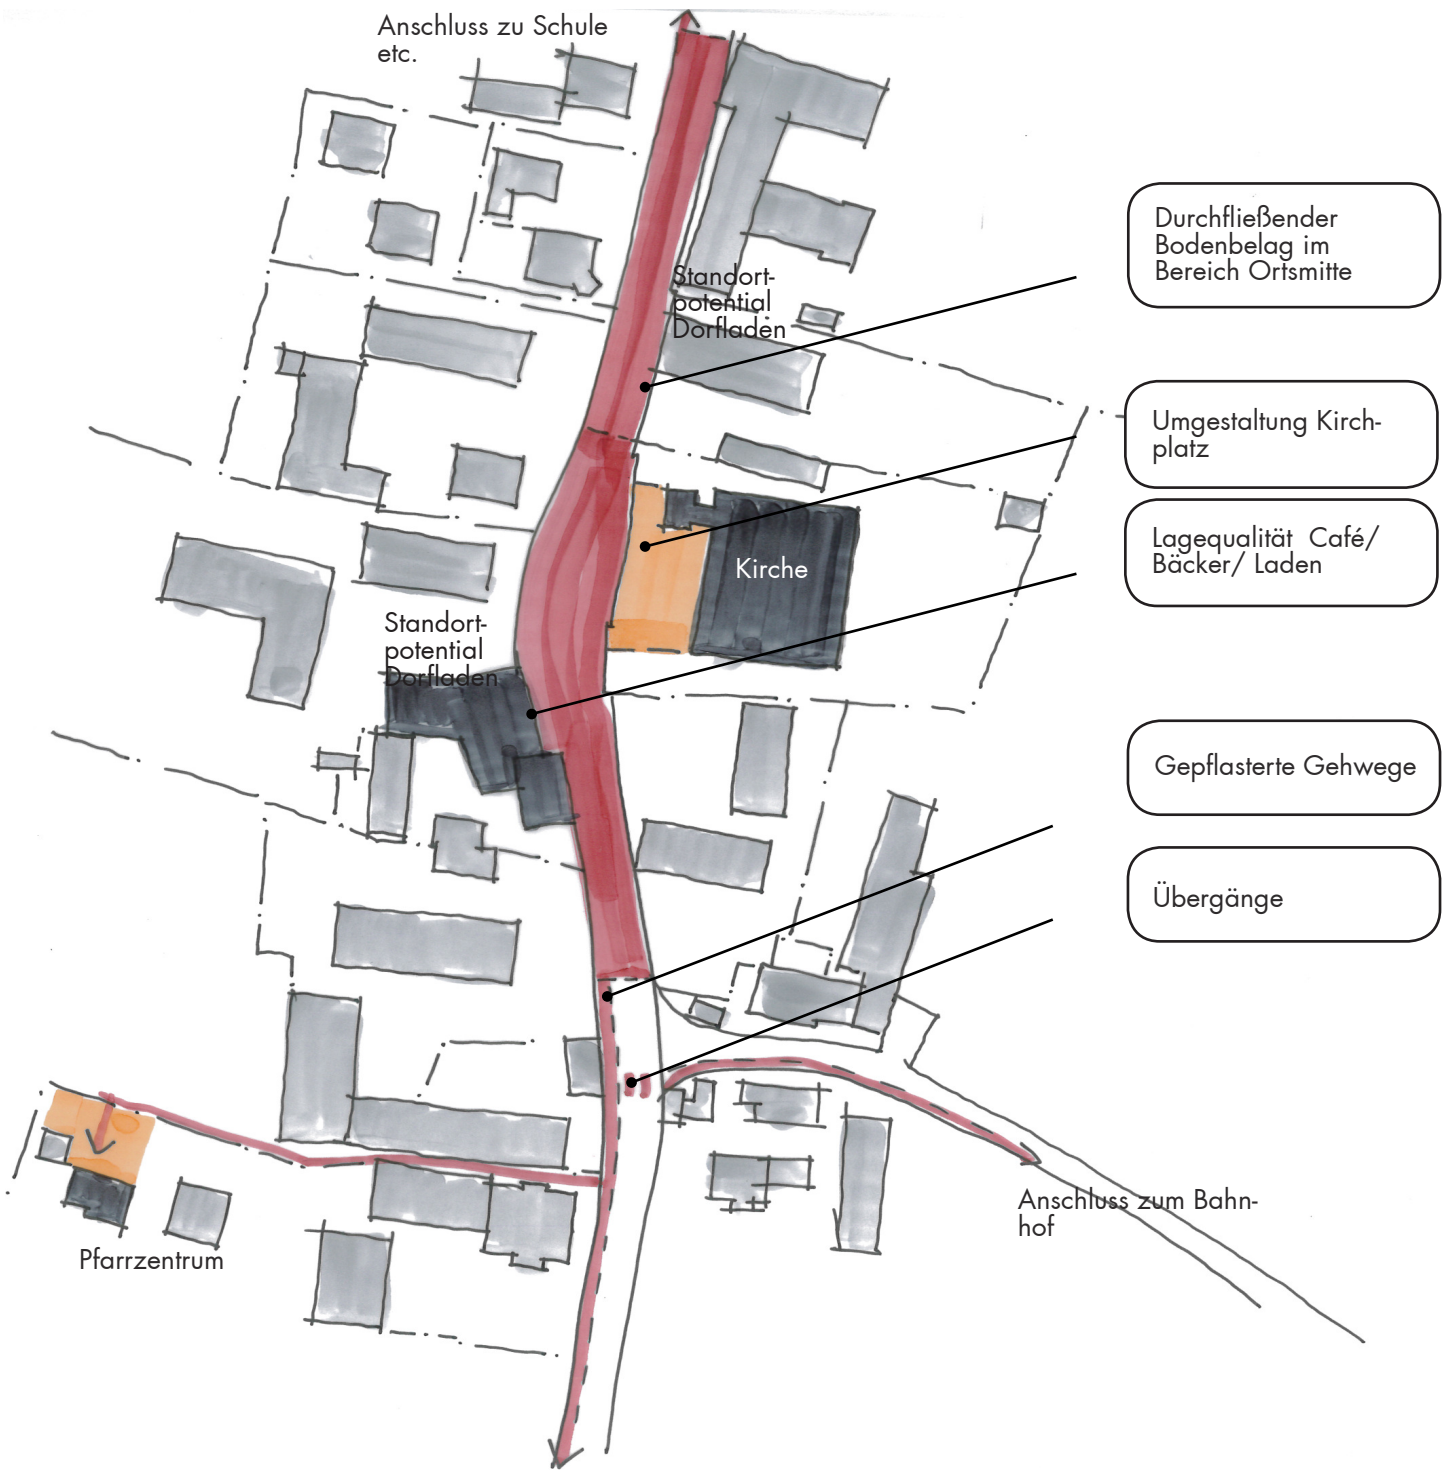 Anschluss zu Schule
etc.
Durchfließender
Bodenbelag im
Bereich Ortsmitte
Standort-
potential
Dorfladen
Umgestaltung Kirch-
platz
Lagequalität Café/
Bäcker/ Laden
Kirche
Standort-
potential
Dorfladen
Gepflasterte Gehwege
Übergänge
Anschluss zum Bahn-
hof
Pfarrzentrum